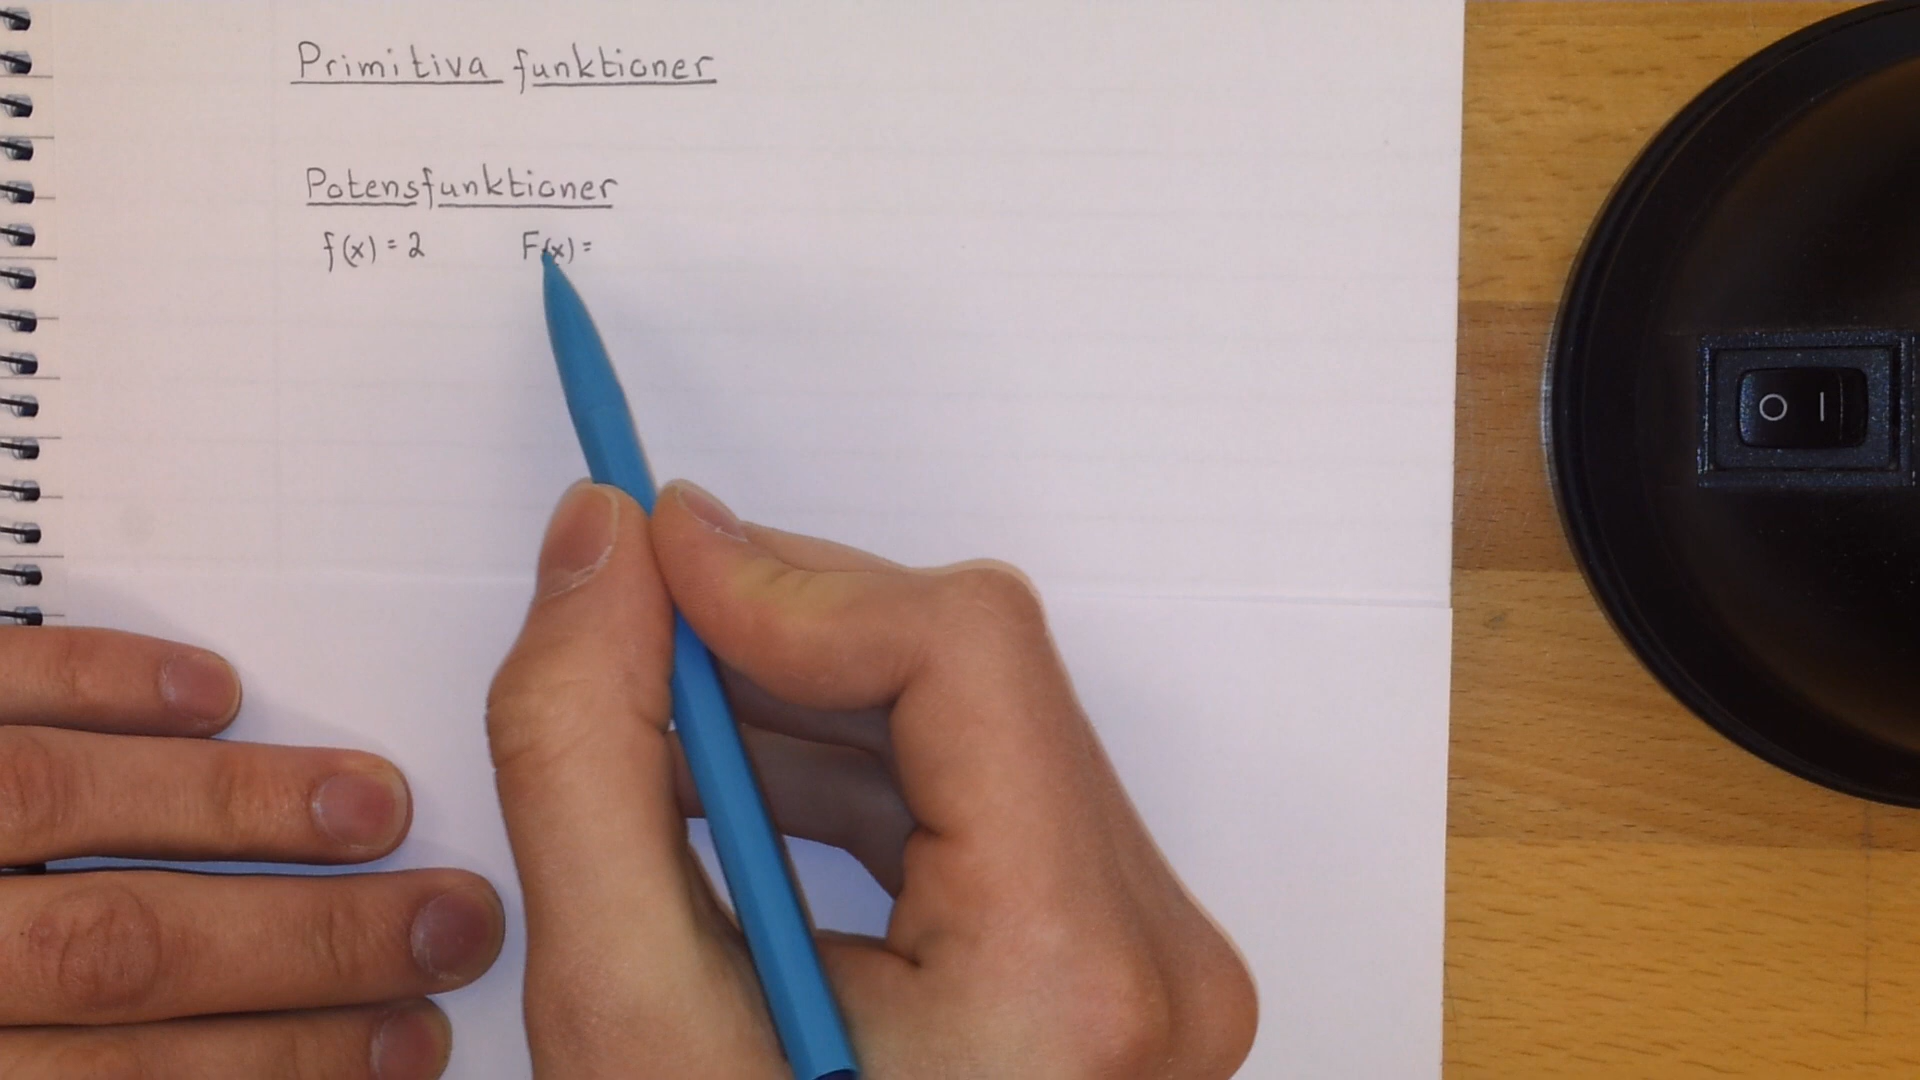 Primitiva funktioner
Potensfunktioner
f(x) = 2 F(x) =
O I